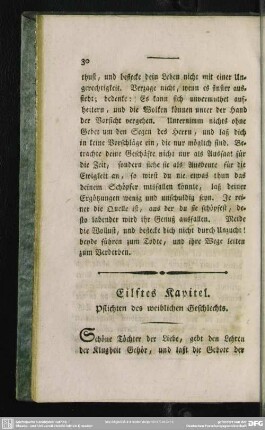 30
thust, und beflecke dein Leben nicht mit einer Un-
gerechtigkeit. Verzage nicht, wenn es finster aus-
sieht; bedenke: Es kann sich unvermuthet auf-
heitern, und die Wolken können unter der Hand
der Vorsicht vergehen. Unternimm nichts ohne
Gebet um den Segen des Herrn, und laß dich
in keine Vorschläge ein, die nur möglich sind. Be-
trachte deine Geschäfte nicht nur als Aussaat für
die Zeit, sondern siehe sie als Ausbeute für die
Ewigkeit an, so wirst du nie etwas thun das
deinem Schöpfer mißfallen könnte, laß deiner
Ergötzungen wenig und unschuldig seyn. Je rei-
ner die Quelle ist, aus der du sie schöpfest, de-
sto labender wird ihr Genuß ausfallen. Meide
die Wollust, und beflecke dich nicht durch Unzucht!
beyde führen zum Tode, und ihre Wege leiten
zum Verderben.
Eilftes Kapitel.
Pflichten des weiblichen Geschlechts.
Schöne Töchter der Liebe, gebt den Lehren
der Klugheit Gehör, und laßt die Gebote der